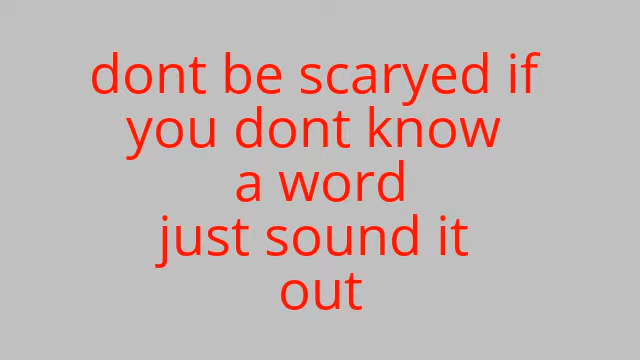 dont be scaryed if
you dont know
a word
just sound it
out